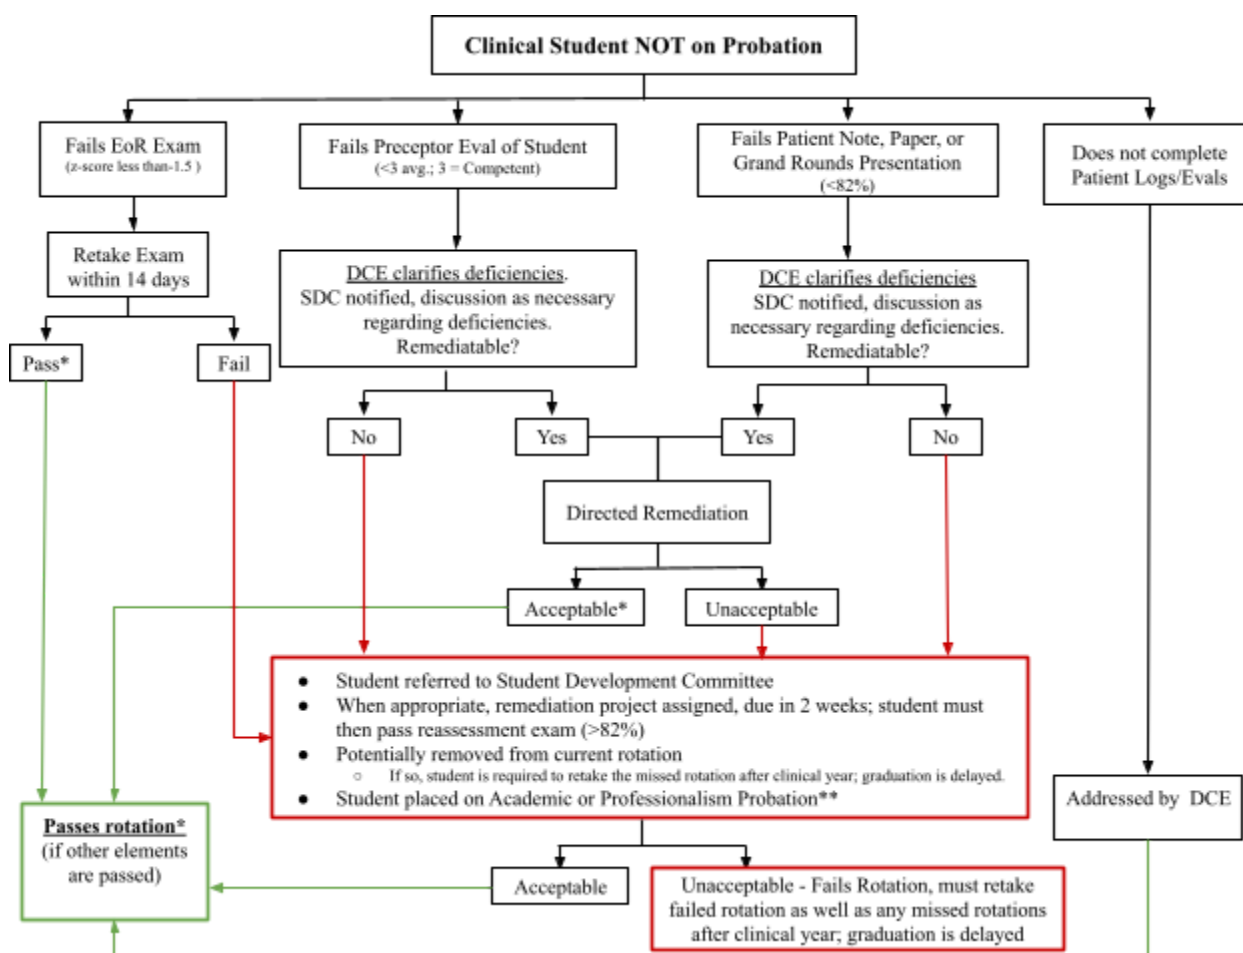 Clinical Student NOT on Probation
Fails EoR Exam
(z-score less than-1.5 )
Fails Preceptor Eval of Student
(<3 avg.; 3 = Competent)
Fails Patient Note, Paper, or
Grand Rounds Presentation
(<82%)
Does not complete
Patient Logs/Evals
Retake Exam
within 14 days
DCE clarifies deficiencies.
SDC notified, discussion as necessary
regarding deficiencies.
Remediatable?
DCE clarifies deficiencies
SDC notified, discussion as
necessary regarding deficiencies.
Remediatable?
Pass*
Fail
No
Yes
Yes
No
Directed Remediation
Acceptable*
Unacceptable
● Student referred to Student Development Committee
● When appropriate, remediation project assigned, due in 2 weeks; student must
then pass reassessment exam (>82%)
● Potentially removed from current rotation
○ If so, student is required to retake the missed rotation after clinical year; graduation is delayed.
● Student placed on Academic or Professionalism Probation**
Addressed by DCE
Passes rotation*
(if other elements
are passed)
Acceptable
Unacceptable - Fails Rotation, must retake
failed rotation as well as any missed rotations
after clinical year; graduation is delayed